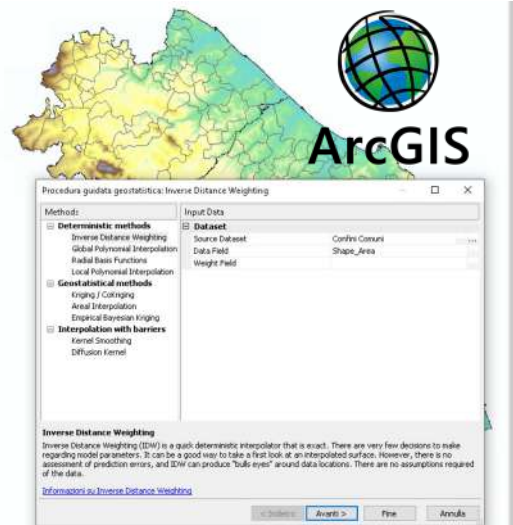 ArcGIS
Procedura guidata geostatistica: Inverse Distance Weighting
Methods
Input Data
Deterministic methods
Inverse Distance Weighting
Global Polynomial Interpolation
Radial Basis Functions
Local Polynomial Interpolation
Geostatistical methods
Kriging / CoKriging
Areal Interpolation
Empirical Bayesian Kriging
Interpolation with barriers
Kernel Smoothing
Diffusion Kernel
Dataset
Source Dataset
Confini Comuni
...
Data Field
Shape_Area
Weight Field
Inverse Distance Weighting
Inverse Distance Weighting (IDW) is a quick deterministic interpolator that is exact. There are very few decisions to make
regarding model parameters. It can be a good way to take a first look at an interpolated surface. However, there is no
assessment of prediction errors, and IDW can produce "bulls eyes" around data locations. There are no assumptions required
of the data.
Informazioni su Inverse Distance Weighting
< Indietro
Avanti >
Fine
Annulla